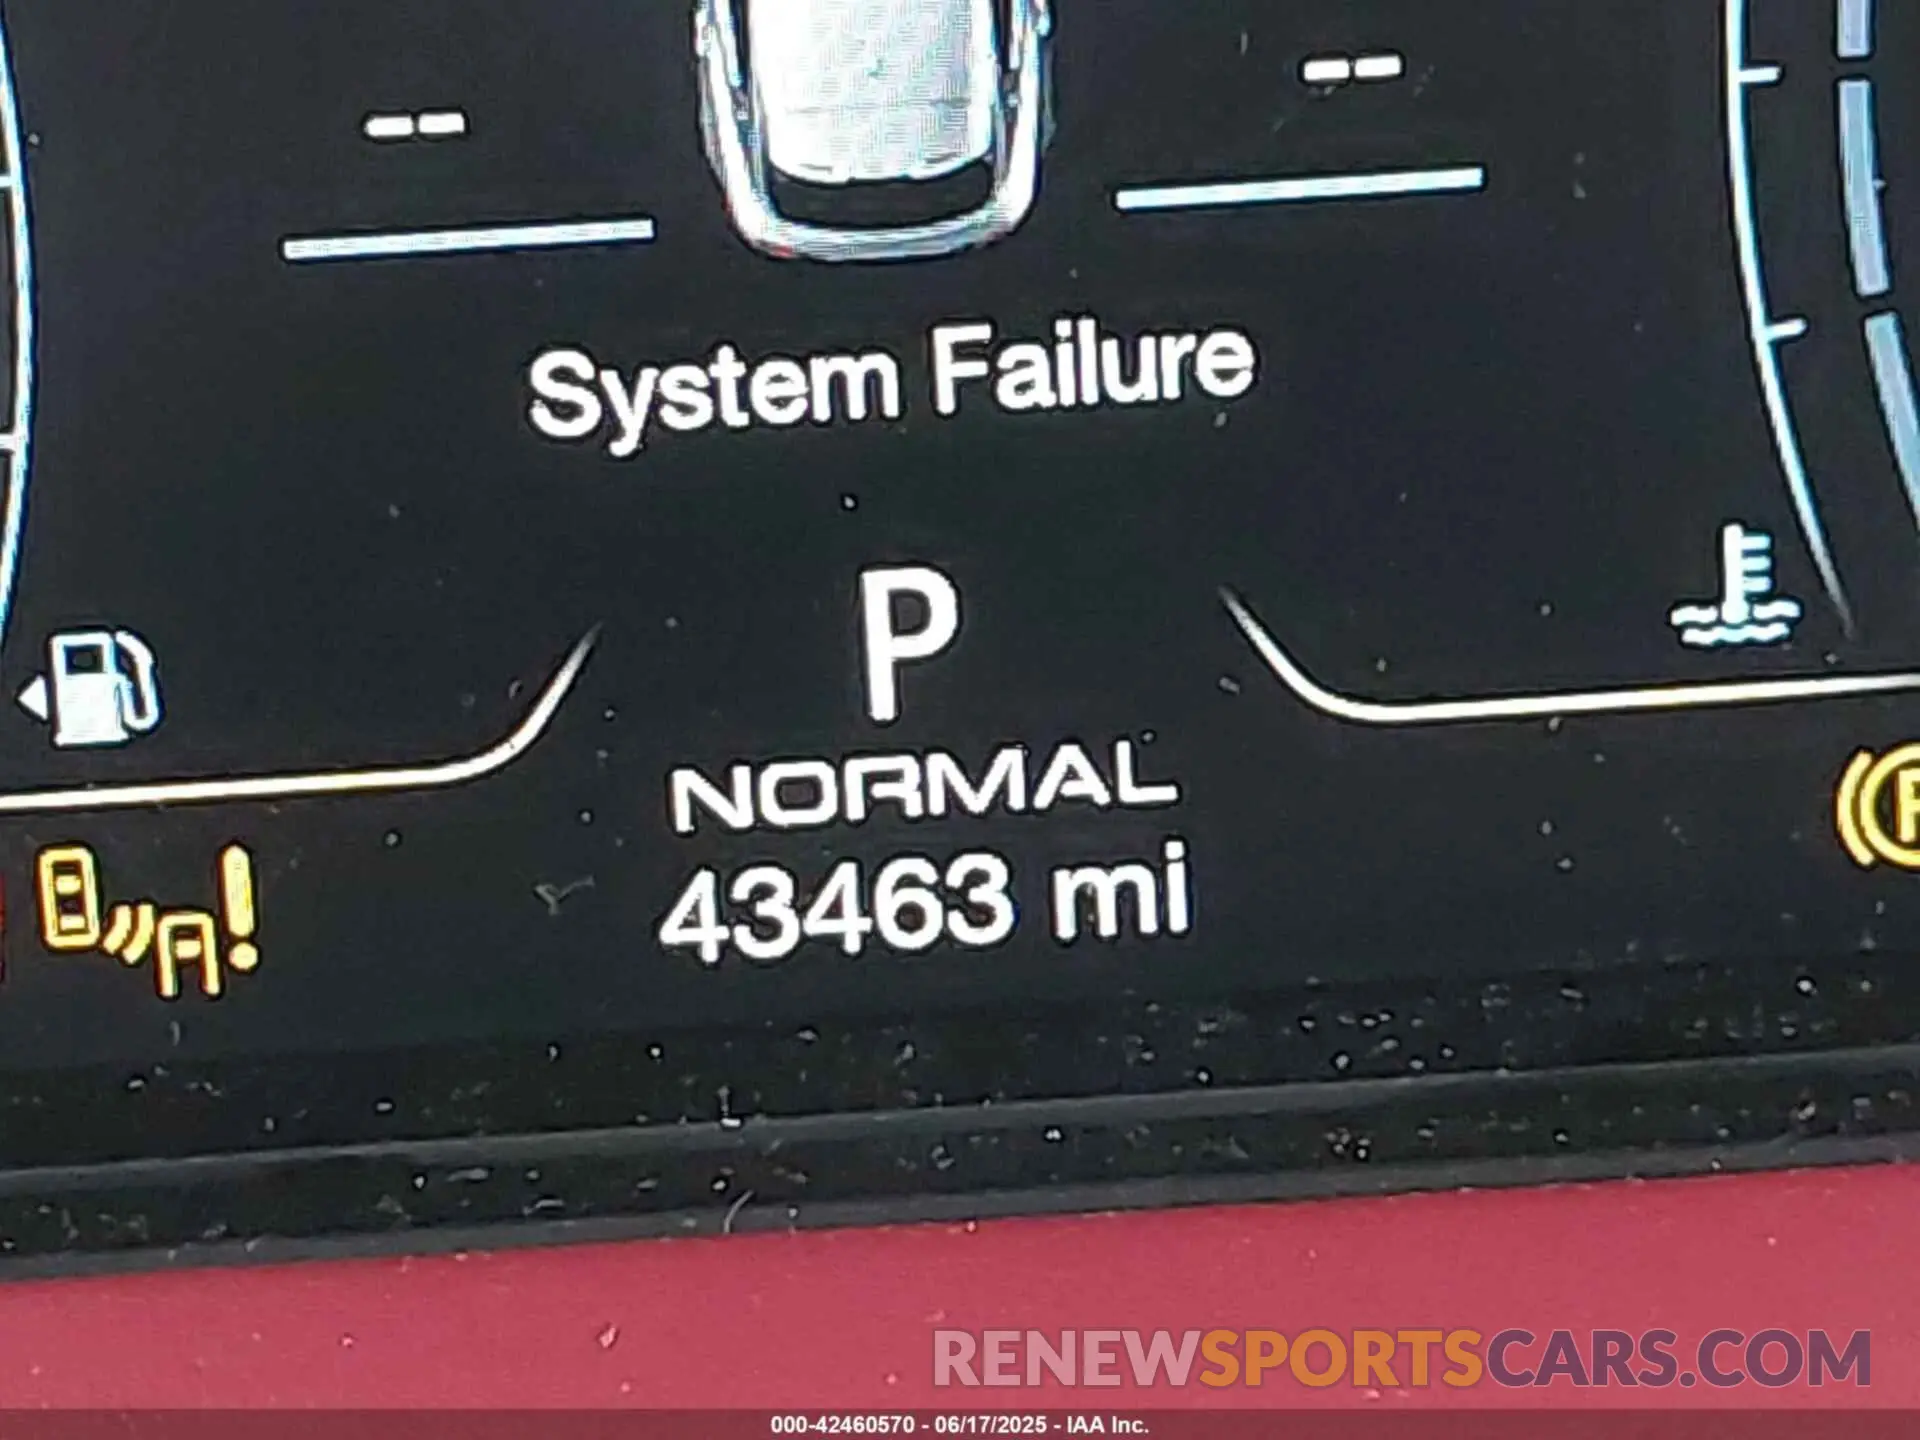 -- --
System Failure
P
NORMAL
43463 mi
!
P
RENEWSPORTSCARS.COM
000-42460570 - 06/17/2025 - IAA Inc.